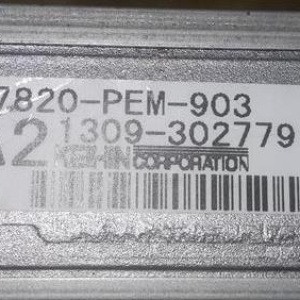 7820-PEM-903
A2 1309-302779
KEIHIN CORPORATION